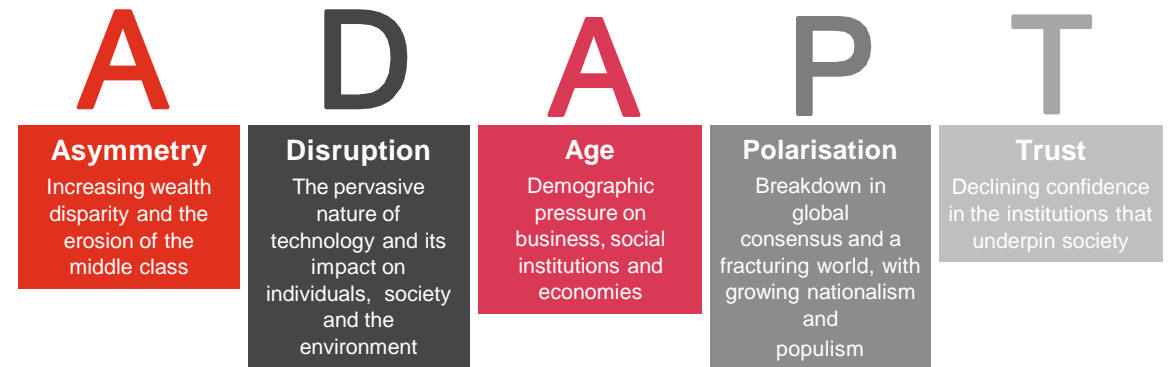 A
D
A
P
T
Asymmetry
Increasing wealth
disparity and the
erosion of the
middle class
Disruption
The pervasive
nature of
technology and its
impact on
individuals, society
and the
environment
Age
Demographic
pressure on
business, social
institutions and
economies
Polarisation
Breakdown in
global
consensus and a
fracturing world, with
growing nationalism
and
populism
Trust
Declining confidence
in the institutions that
underpin society